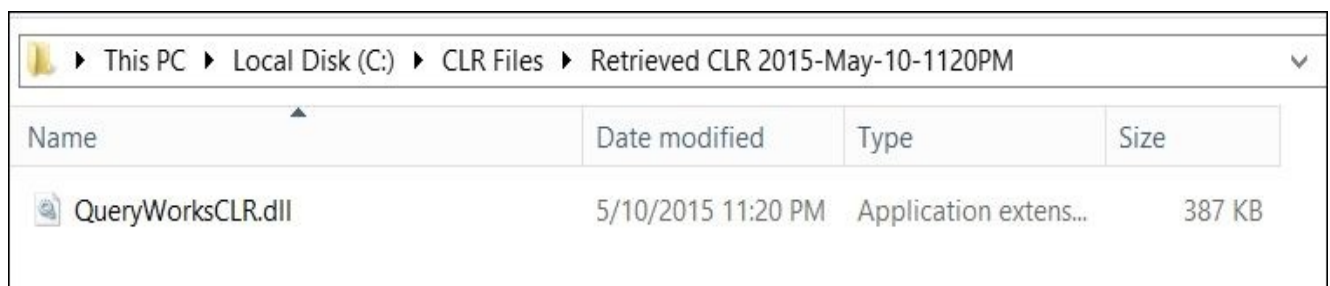 This PC Local Disk (C:) CLR Files Retrieved CLR 2015-May-10-1120PM
Name Date modified Type Size
QueryWorksCLR.dll 5/10/2015 11:20 PM Application extens... 387 KB